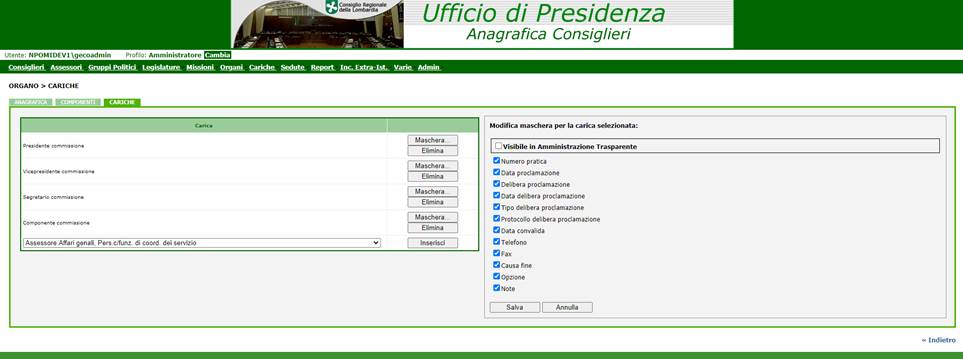 Consiglio Regionale
della Lombardia
Ufficio di Presidenza
Anagrafica Consiglieri
Utente: NPOMIDEV1\gecoadmin Profilo: Amministratore Cambia
Consiglieri Assessori Gruppi Politici Legislature Missioni Organi Cariche Sedute Report Inc. Extra-Ist. Varie Admin
ORGANO > CARICHE
ANAGRAFICA COMPONENTI CARICHE
Carica
Presidente commissione
Maschera...
Elimina
Vicepresidente commissione
Maschera...
Elimina
Segretario commissione
Maschera...
Elimina
Componente commissione
Maschera...
Elimina
Assessore Affari genali, Pers.c/funz. di coord. dei servizio
Inserisci
Modifica maschera per la carica selezionata:
Visibile in Amministrazione Trasparente
Numero pratica
Data proclamazione
Delibera proclamazione
Data delibera proclamazione
Tipo delibera proclamazione
Protocollo delibera proclamazione
Data convalida
Telefono
Fax
Causa fine
Opzione
Note
Salva Annulla
« Indietro